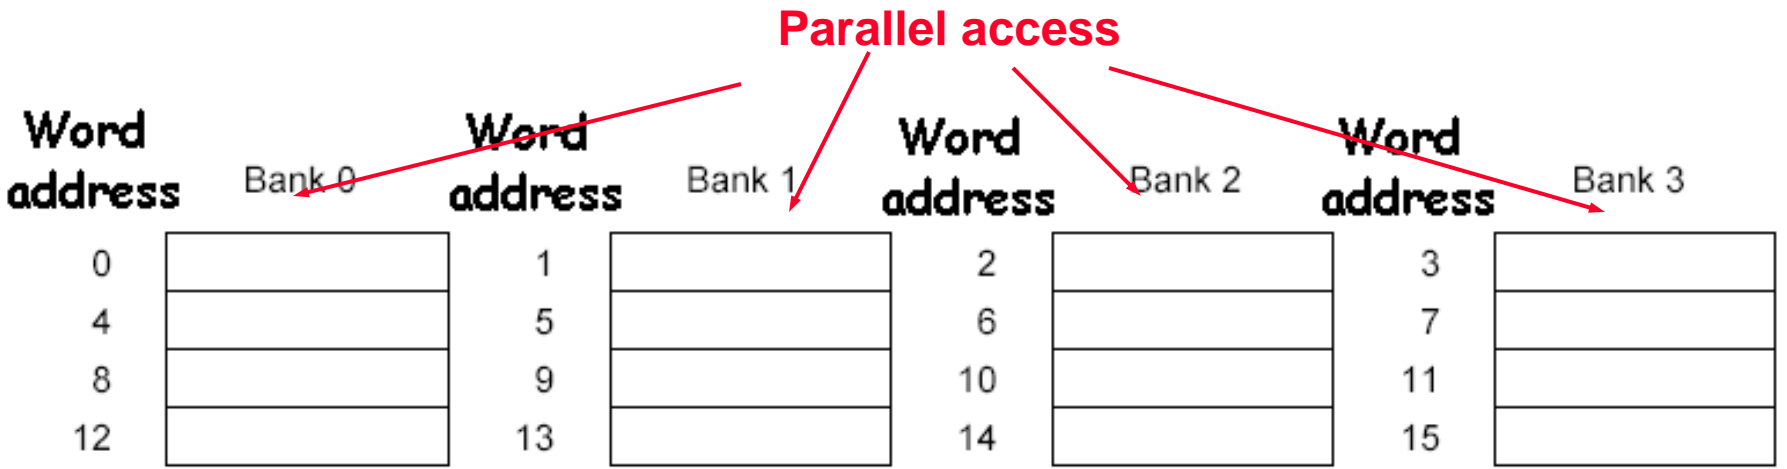 Parallel access
Word address Bank 0 Word address Bank 1 Word address Bank 2 Word address Bank 3
0 1 2 3
4 5 6 7
8 9 10 11
12 13 14 15